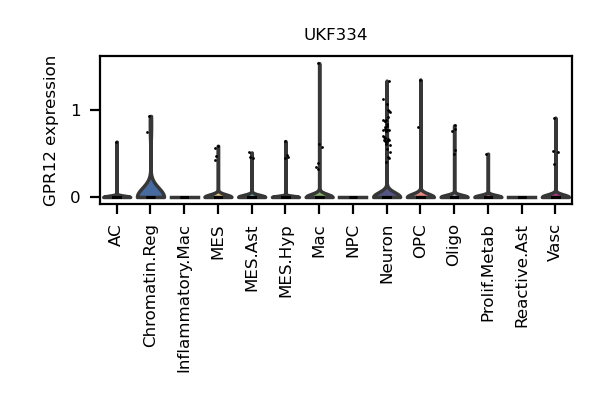 UKF334
GPR12 expression
1
0
AC
Chromatin.Reg
Inflammatory.Mac
MES
MES.Ast
MES.Hyp
Mac
NPC
Neuron
OPC
Oligo
Prolif.Metab
Reactive.Ast
Vasc